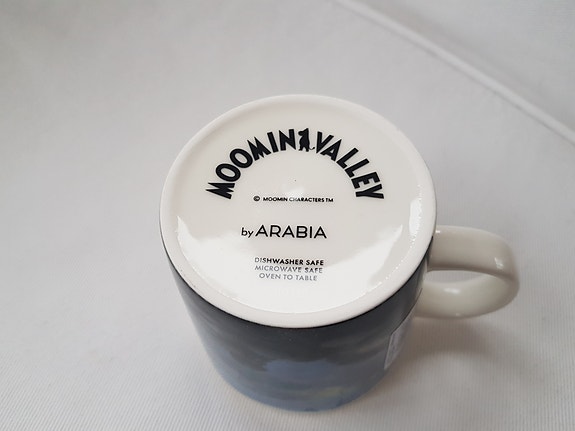 MOOMINVALLEY
© MOOMIN CHARACTERS TM
by ARABIA
DISHWASHER SAFE
MICROWAVE SAFE
OVEN TO TABLE